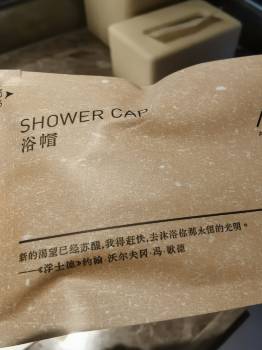 SHOWER CAP
浴帽
新的渴望已经苏醒,我得赶快,去沐浴你那永恒的光明。
——《浮士德》约翰·沃尔夫冈·冯·歌德